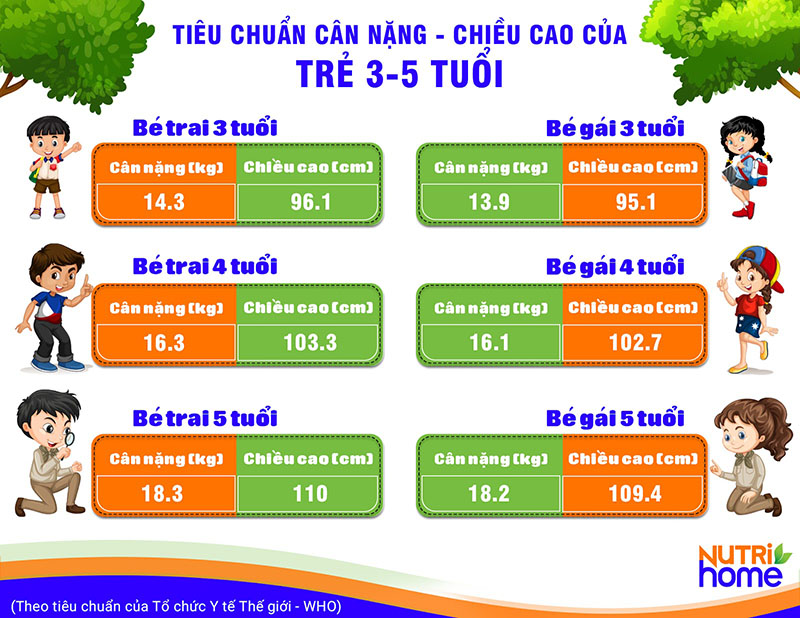 TIÊU CHUẨN CÂN NẶNG - CHIỀU CAO CỦA
TRẺ 3-5 TUỔI
Bé trai 3 tuổi
Cân nặng (kg) Chiều cao (cm)
14.3 96.1
Bé gái 3 tuổi
Cân nặng (kg) Chiều cao (cm)
13.9 95.1
Bé trai 4 tuổi
Cân nặng (kg) Chiều cao (cm)
16.3 103.3
Bé gái 4 tuổi
Cân nặng (kg) Chiều cao (cm)
16.1 102.7
Bé trai 5 tuổi
Cân nặng (kg) Chiều cao (cm)
18.3 110
Bé gái 5 tuổi
Cân nặng (kg) Chiều cao (cm)
18.2 109.4
NUTRi
home
(Theo tiêu chuẩn của Tổ chức Y tế Thế giới - WHO)